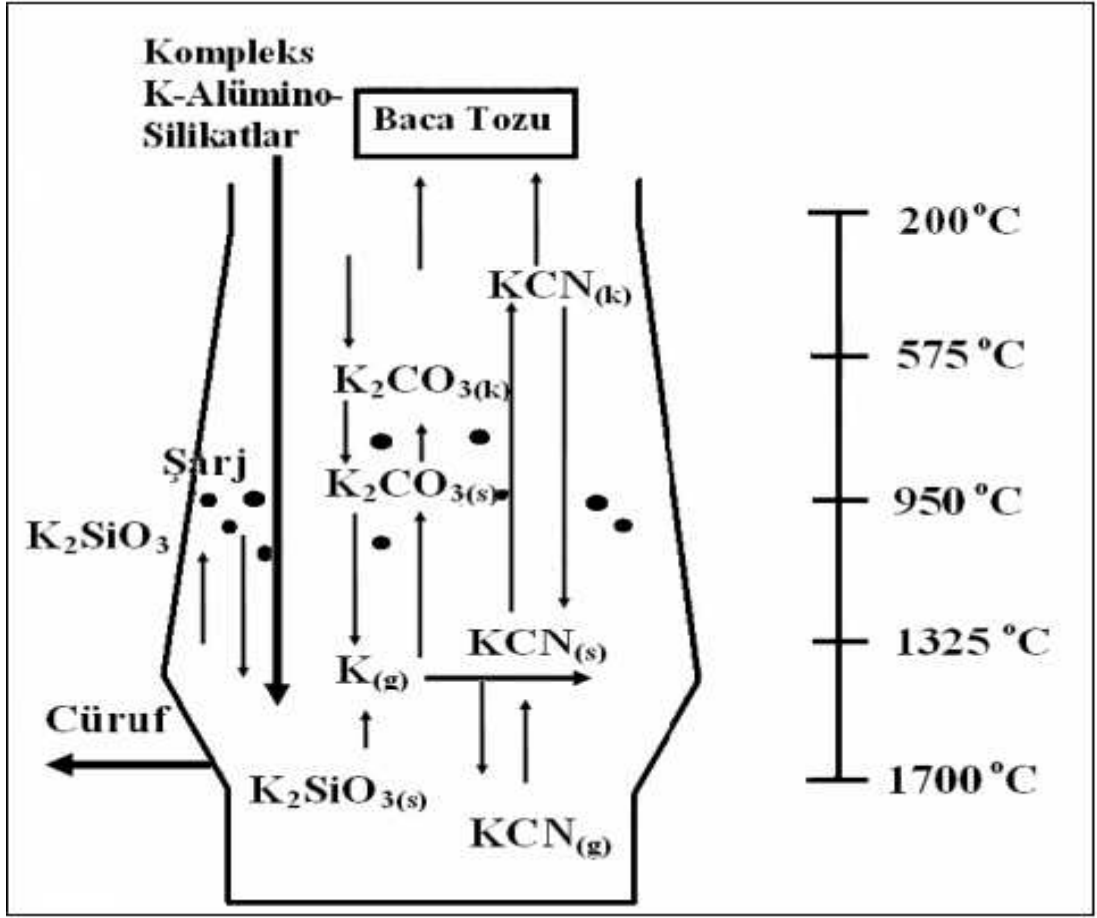 Kompleks
K-Alümino-
Silikatlar
Baca Tozu
200 °C
KCN(k)
575 °C
K₂CO₃(k)
Şarj
K₂CO₃(s)
950 °C
K₂SiO₃
KCN(s)
1325 °C
K(g)
Cüruf
K₂SiO₃(s)
1700 °C
KCN(g)